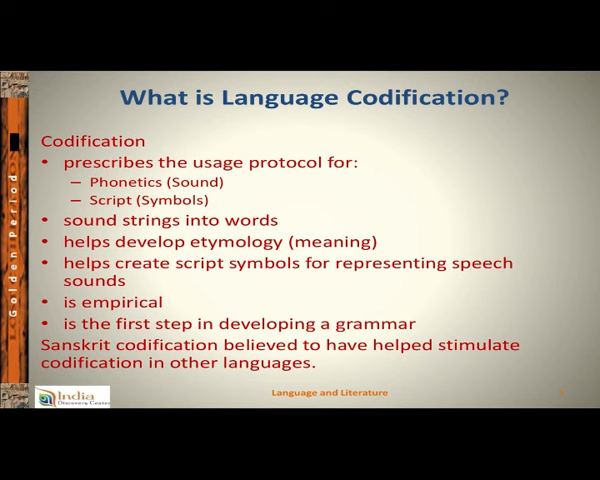 What is Language Codification?
Codification
• prescribes the usage protocol for:
– Phonetics (Sound)
– Script (Symbols)
• sound strings into words
• helps develop etymology (meaning)
• helps create script symbols for representing speech
sounds
• is empirical
• is the first step in developing a grammar
Sanskrit codification believed to have helped stimulate
codification in other languages.
Golden Period
India
Discovery Center
Language and Literature